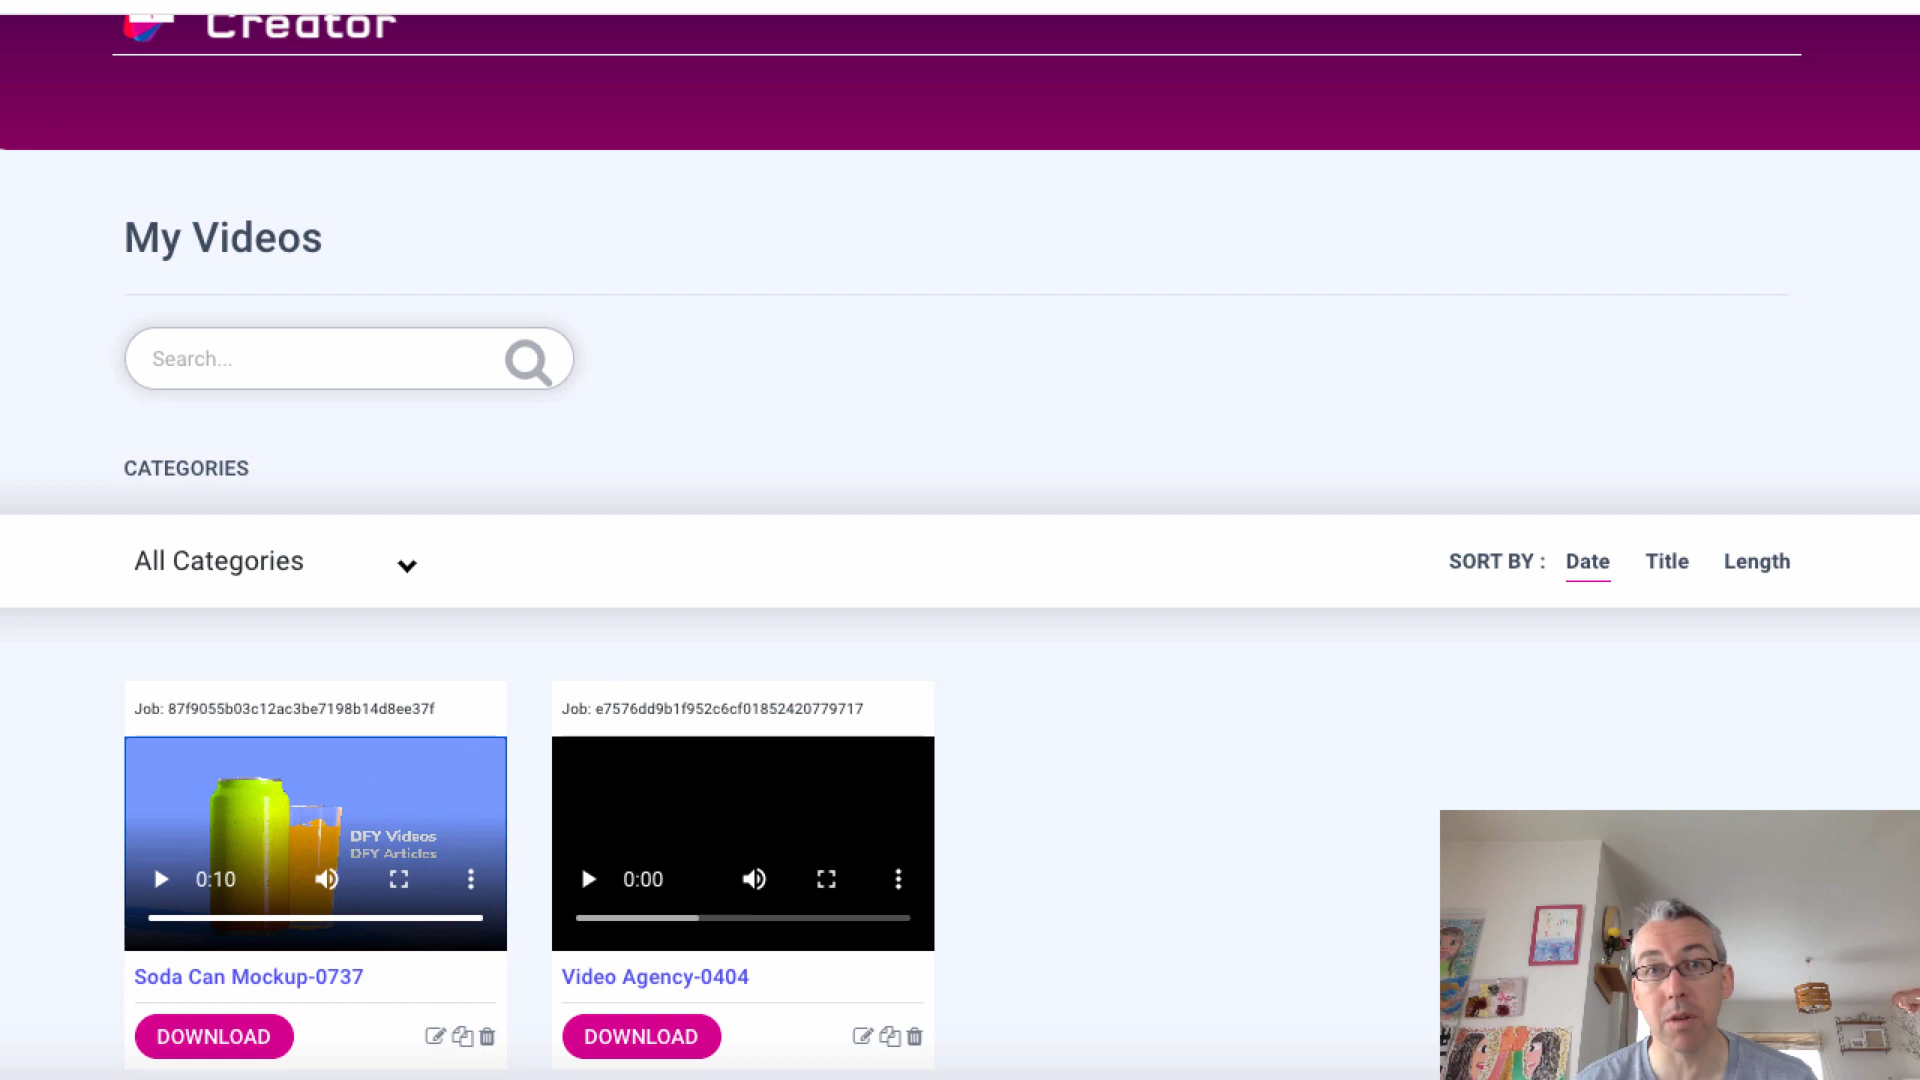 Creator
My Videos
Search...
CATEGORIES
All Categories
SORT BY : Date Title Length
Job: 87f9055b03c12ac3be7198b14d8ee37f
Job: e7576dd9b1f952c6cf01852420779717
DFY Videos
DFY Articles
0:10
0:00
Soda Can Mockup-0737
Video Agency-0404
DOWNLOAD
DOWNLOAD